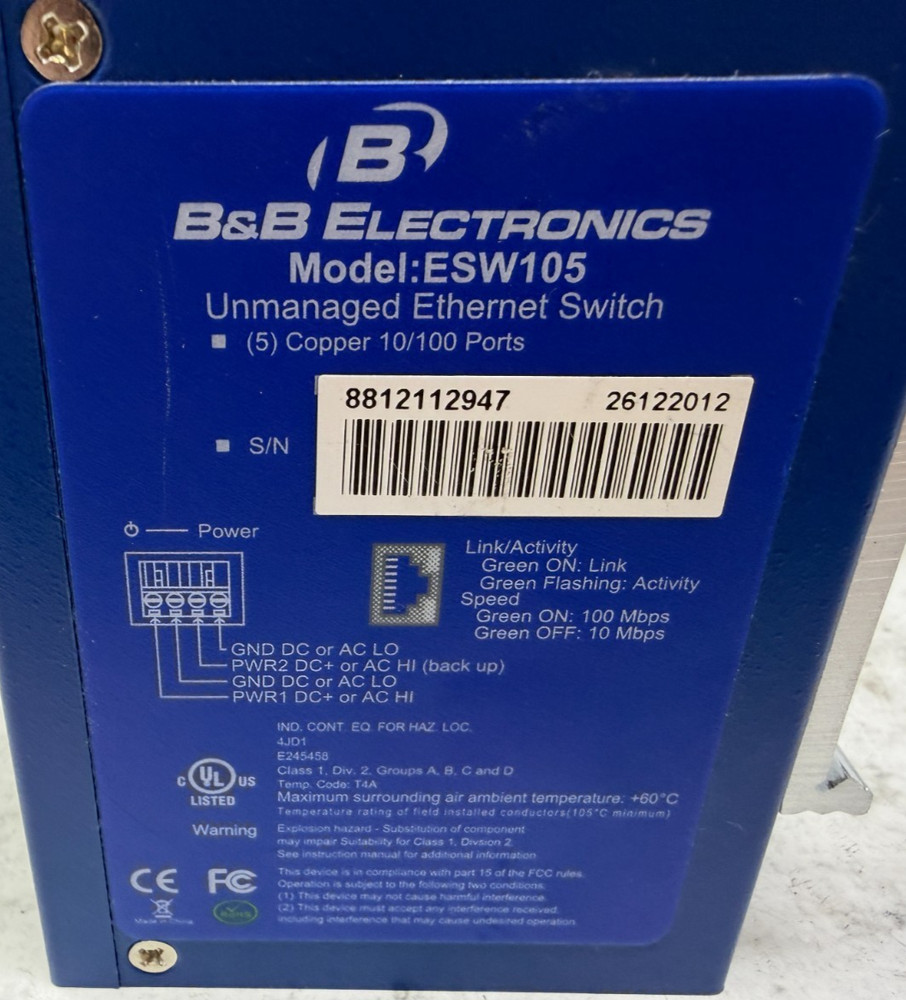 B
B&B ELECTRONICS
Model:ESW105
Unmanaged Ethernet Switch
(5) Copper 10/100 Ports
8812112947 26122012
S/N
Power
Link/Activity
Green ON: Link
Green Flashing: Activity
Speed
Green ON: 100 Mbps
Green OFF: 10 Mbps
GND DC or AC LO
PWR2 DC+ or AC HI (back up)
GND DC or AC LO
PWR1 DC+ or AC HI
IND. CONT. EQ. FOR HAZ. LOC.
4JD1
E245458
Class 1, Div. 2, Groups A, B, C and D
Temp. Code: T4A
Maximum surrounding air ambient temperature: +60°C
Temperature rating of field installed conductors(105°C minimum)
C UL US
LISTED
Warning
Explosion hazard - Substitution of component
may impair Suitability for Class 1, Division 2
See instruction manual for additional information
CE FC
This device is in compliance with part 15 of the FCC rules.
Operation is subject to the following two conditions.
(1) This device may not cause harmful interference.
(2) This device must accept any interference received,
including interference that may cause undesired operation.
Made in China
RoHS